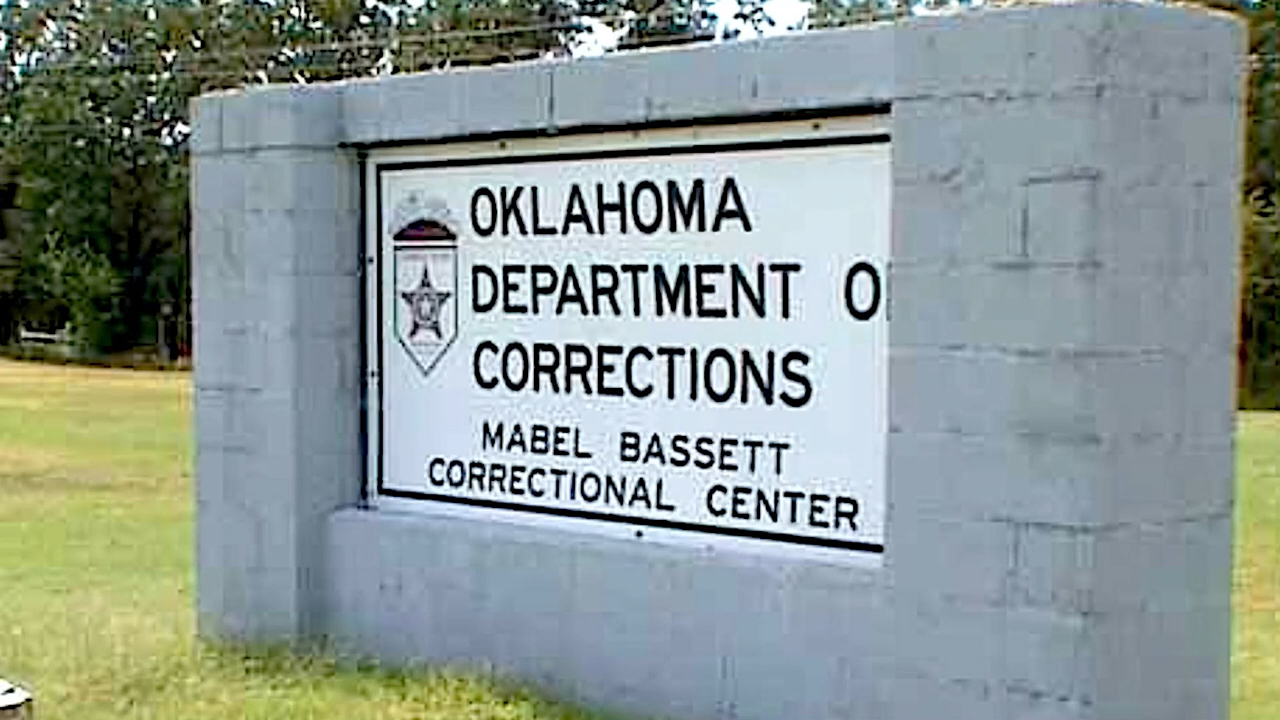 OKLAHOMA
DEPARTMENT O
CORRECTIONS
MABEL BASSETT
CORRECTIONAL CENTER